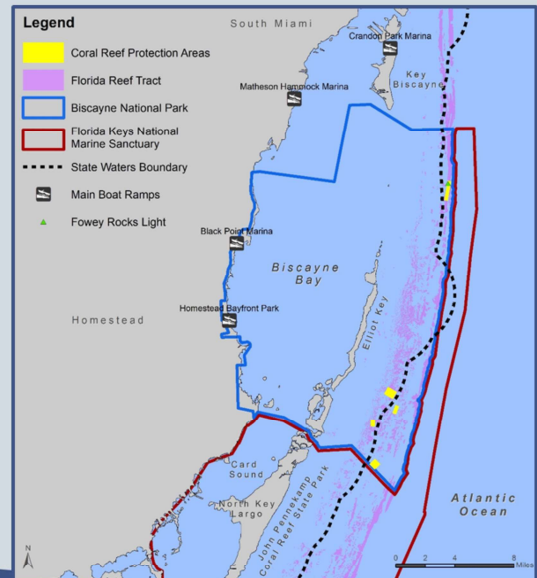 Legend
Coral Reef Protection Areas
Florida Reef Tract
Biscayne National Park
Florida Keys National
Marine Sanctuary
State Waters Boundary
Main Boat Ramps
Fowey Rocks Light
South Miami
Crandon Park Marina
Key
Biscayne
Matheson Hammock Marina
Black Point Marina
Biscayne
Bay
Homestead Bayfront Park
Homestead
Elliot Key
Card
Sound
North Key
Largo
John Pennekamp
Coral Reef State Park
Atlantic
Ocean
N
0 2 4 8
Miles